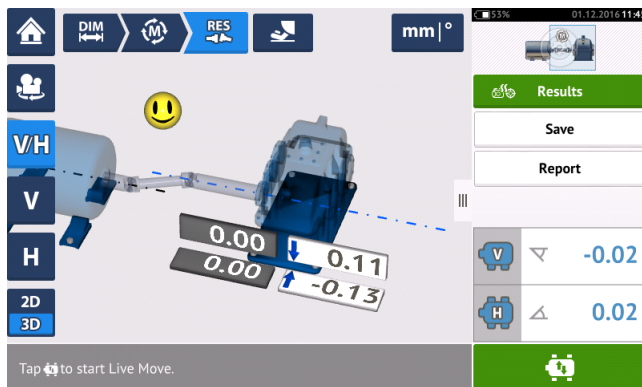 DIM
M
RES
mm|°
53%
01.12.2016 11:4
Results
Save
Report
V/H
V
H
2D
3D
0.00
0.11
0.00
-0.13
V
-0.02
H
0.02
Tap to start Live Move.